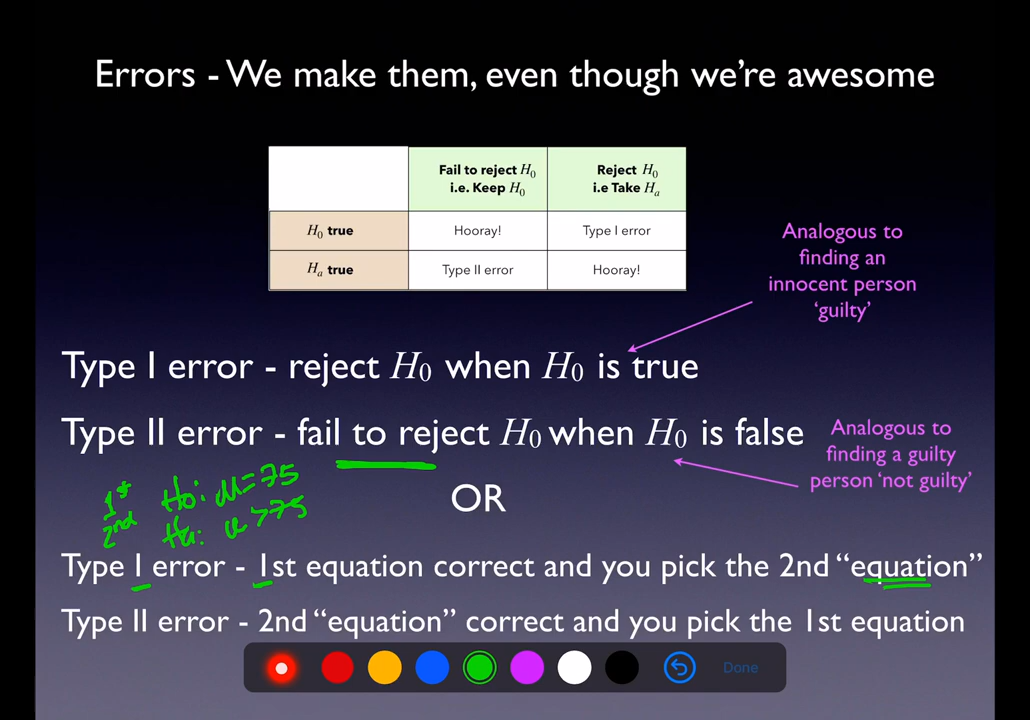 Errors - We make them, even though we're awesome
Fail to reject H0 Reject H0
i.e. Keep H0 i.e Take Ha
H0 true Hooray! Type I error
Ha true Type II error Hooray!
Analogous to
finding an
innocent person
'guilty'
Type I error - reject H0 when H0 is true
Type II error - fail to reject H0 when H0 is false
Analogous to
finding a guilty
person 'not guilty'
1st Ho: µ=75
2nd Ha: µ>75
OR
Type I error - 1st equation correct and you pick the 2nd "equation"
Type II error - 2nd "equation" correct and you pick the 1st equation
Done